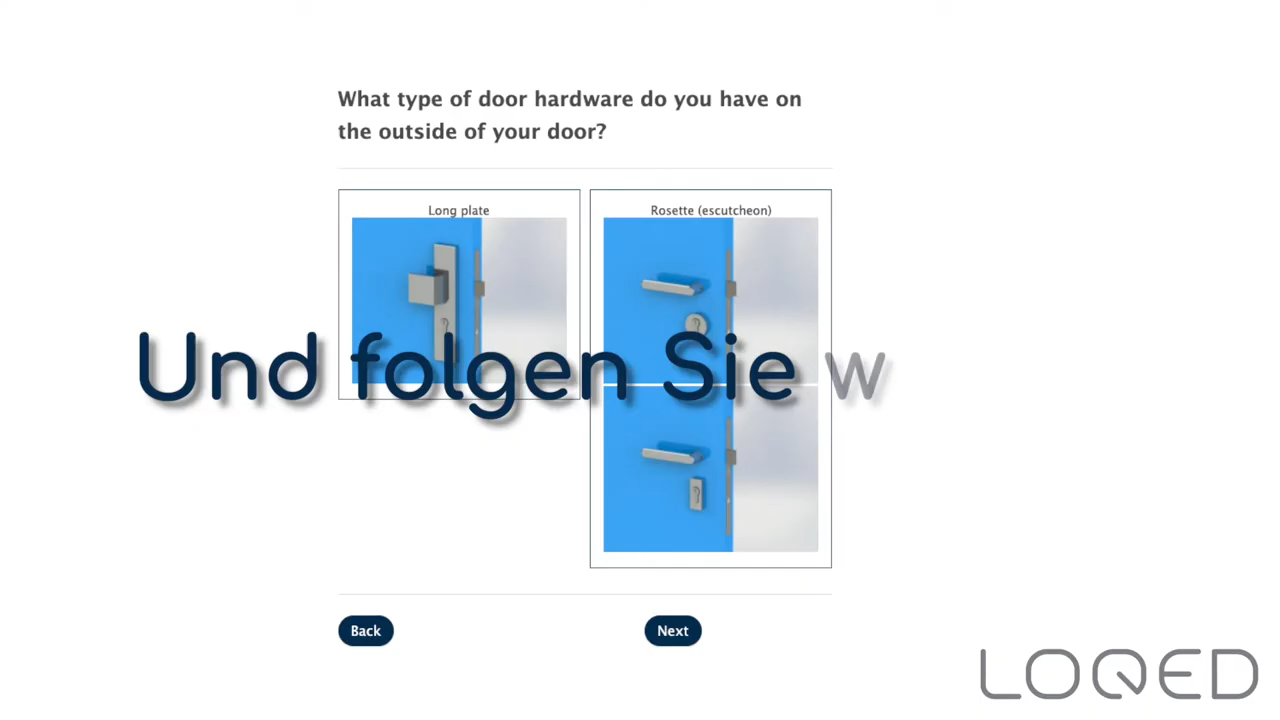 What type of door hardware do you have on
the outside of your door?
Long plate
Rosette (escutcheon)
Und folgen Sie w
Back
Next
LOQED